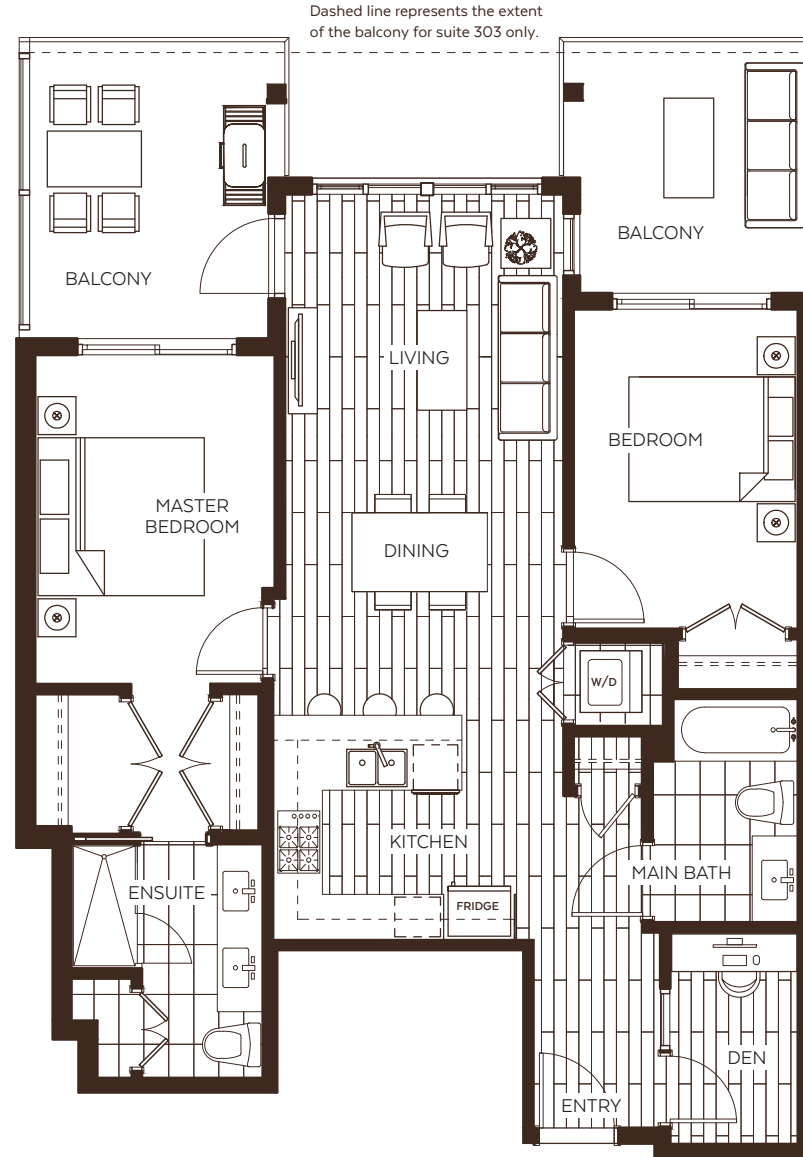 Dashed line represents the extent
of the balcony for suite 303 only.
BALCONY
BALCONY
LIVING
BEDROOM
MASTER
BEDROOM
DINING
W/D
KITCHEN
MAIN BATH
ENSUITE
FRIDGE
DEN
ENTRY